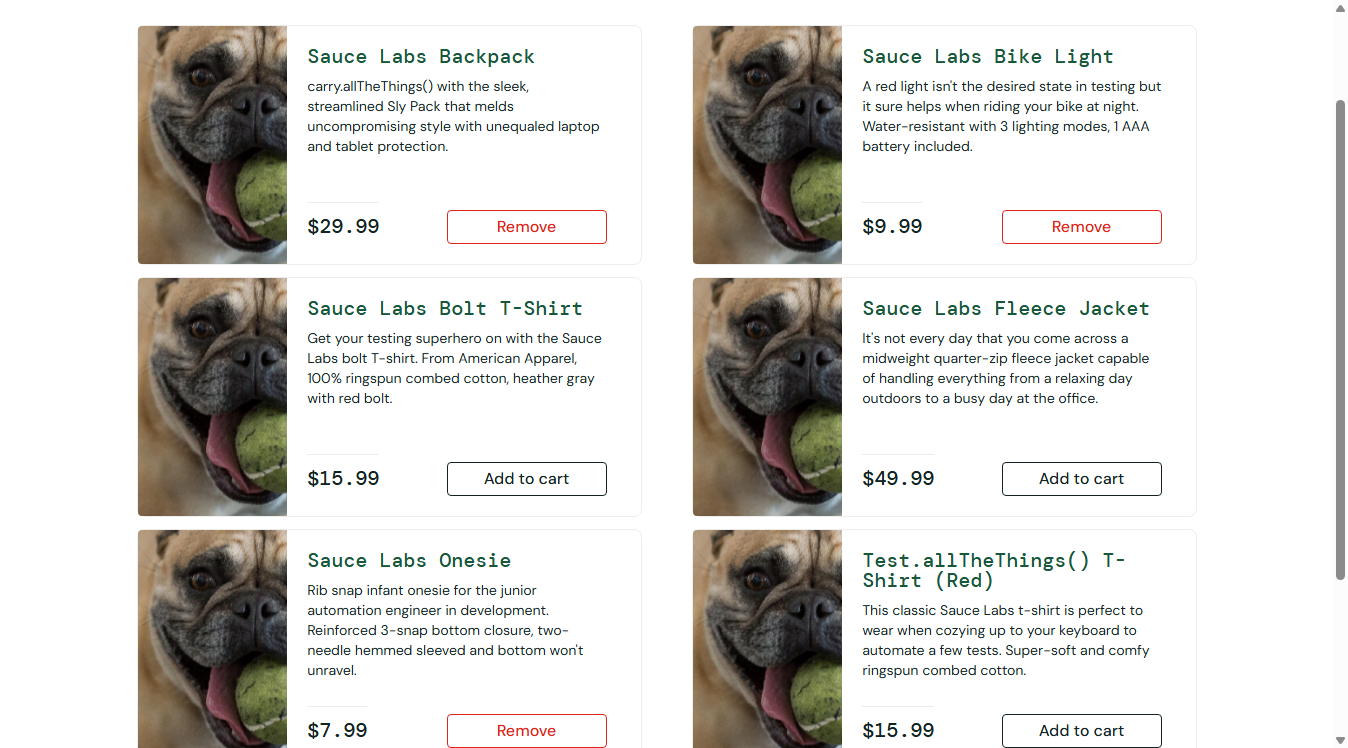 Sauce Labs Backpack
carry.allTheThings() with the sleek,
streamlined Sly Pack that melds
uncompromising style with unequaled laptop
and tablet protection.
$29.99
Remove
Sauce Labs Bike Light
A red light isn't the desired state in testing but
it sure helps when riding your bike at night.
Water-resistant with 3 lighting modes, 1 AAA
battery included.
$9.99
Remove
Sauce Labs Bolt T-Shirt
Get your testing superhero on with the Sauce
Labs bolt T-shirt. From American Apparel,
100% ringspun combed cotton, heather gray
with red bolt.
$15.99
Add to cart
Sauce Labs Fleece Jacket
It's not every day that you come across a
midweight quarter-zip fleece jacket capable
of handling everything from a relaxing day
outdoors to a busy day at the office.
$49.99
Add to cart
Sauce Labs Onesie
Rib snap infant onesie for the junior
automation engineer in development.
Reinforced 3-snap bottom closure, two-
needle hemmed sleeved and bottom won't
unravel.
$7.99
Remove
Test.allTheThings() T-
Shirt (Red)
This classic Sauce Labs t-shirt is perfect to
wear when cozying up to your keyboard to
automate a few tests. Super-soft and comfy
ringspun combed cotton.
$15.99
Add to cart